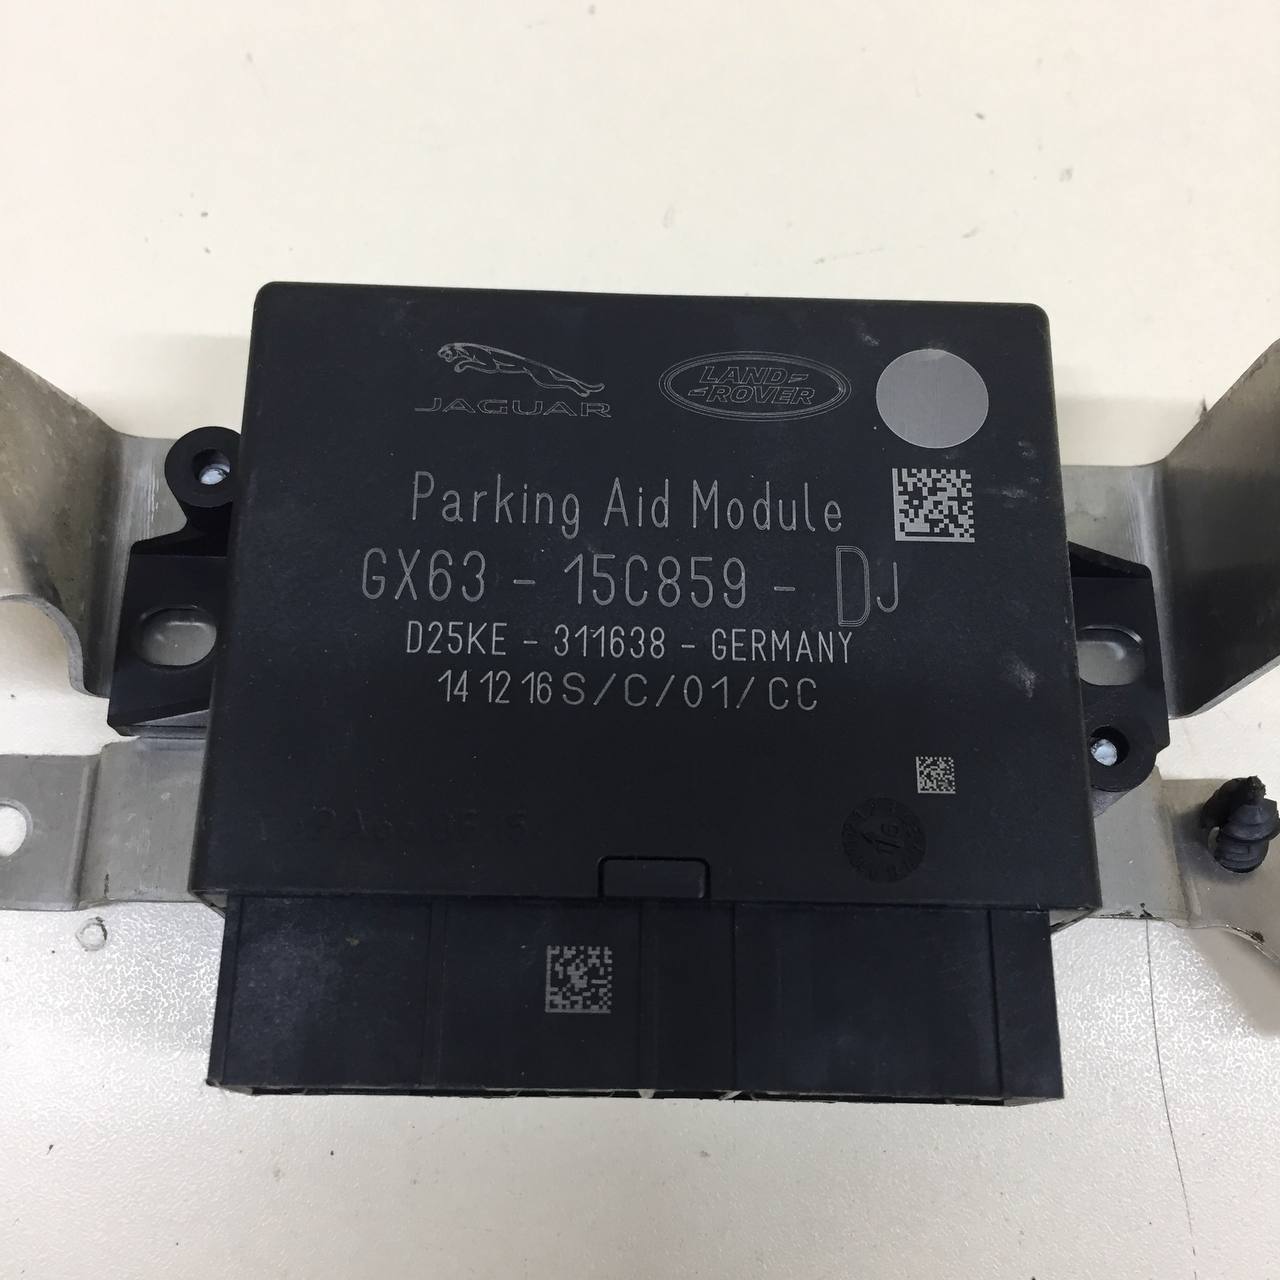 JAGUAR
LAND-
-ROVER
Parking Aid Module
GX63 - 15C859 - DJ
D25KE - 311638 - GERMANY
14 12 16 S/C/01/CC